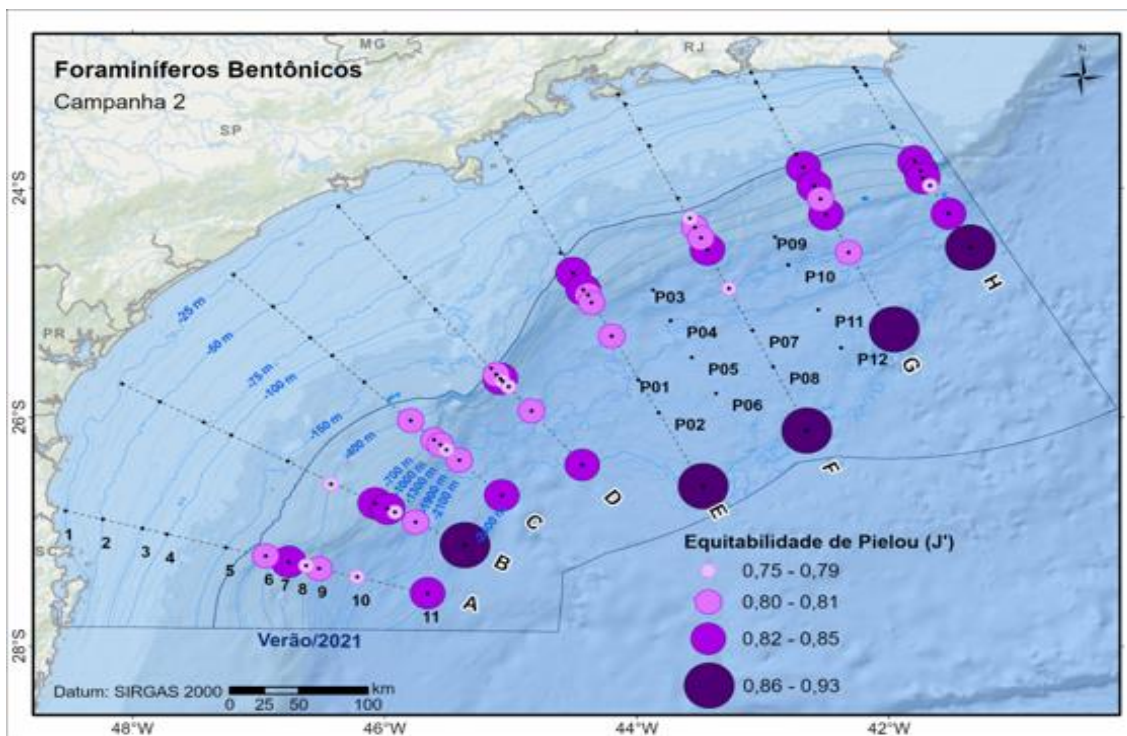 MG
RJ
N
Foraminíferos Bentônicos
Campanha 2
SP
24°S
-25 m
-50 m
PR
-75 m
-100 m
P09
P10
P03
H
P04
P11
P07
P05
P12
P01
G
P08
P06
26°S
-150 m
P02
-400 m
F
-700 m
-1000 m
-1300 m
-1900 m
-2100 m
D
E
SC
1
2
3
4
5
C
B
Equitabilidade de Pielou (J')
6
7
8
9
10
11
A
0,75 - 0,79
0,80 - 0,81
Verão/2021
0,82 - 0,85
28°S
0,86 - 0,93
Datum: SIRGAS 2000
km
0 25 50 100
48°W 46°W 44°W 42°W